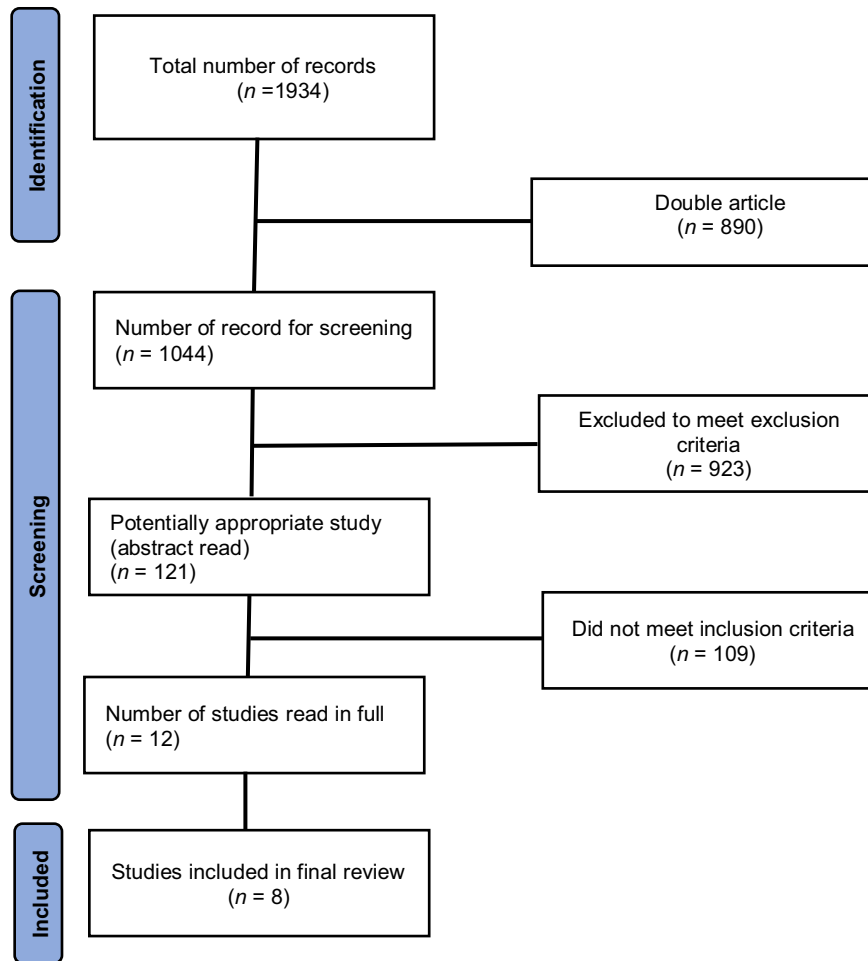 Identification
Total number of records
(n =1934)
Double article
(n = 890)
Screening
Number of record for screening
(n = 1044)
Excluded to meet exclusion
criteria
(n = 923)
Potentially appropriate study
(abstract read)
(n = 121)
Did not meet inclusion criteria
(n = 109)
Number of studies read in full
(n = 12)
Included
Studies included in final review
(n = 8)